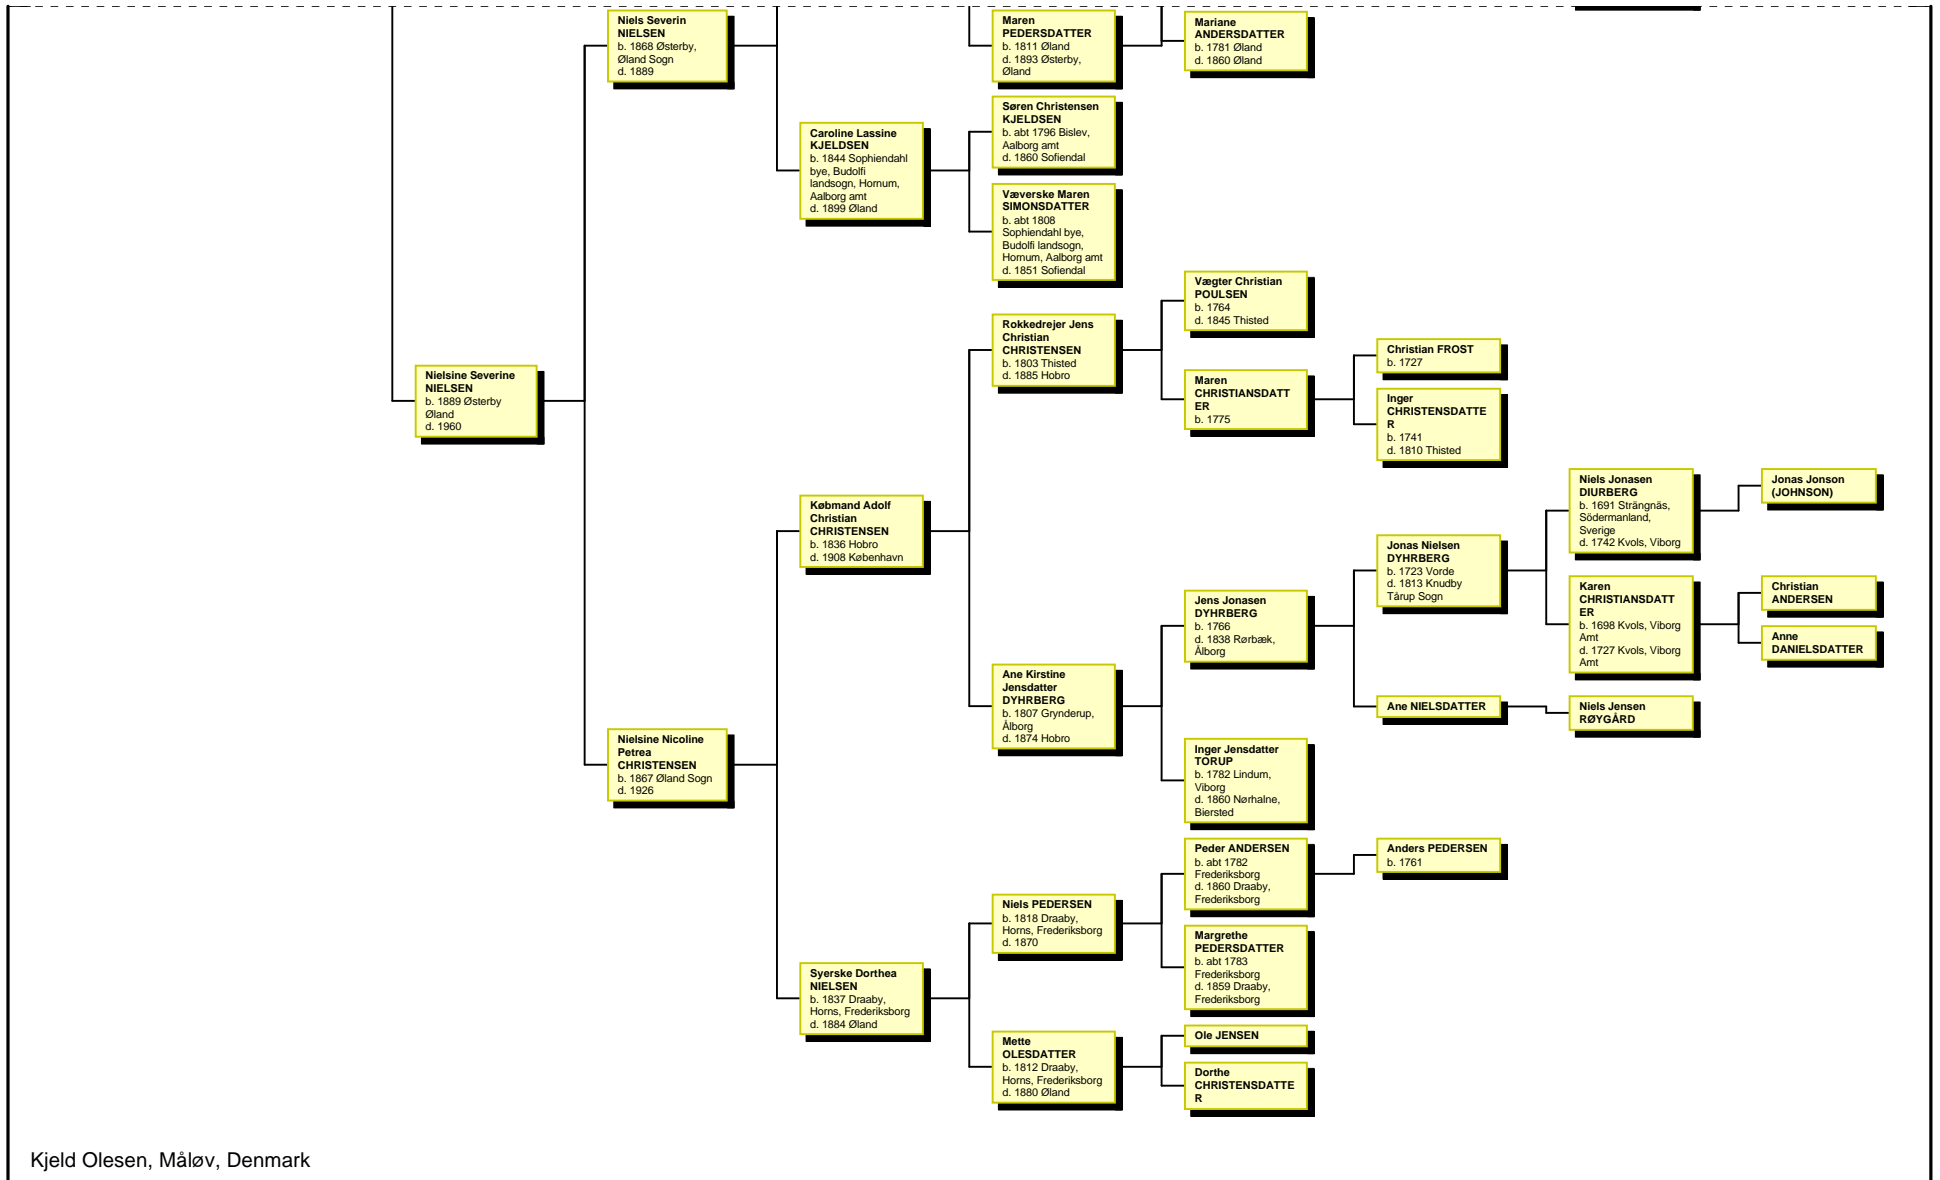 Niels Severin
NIELSEN
b. 1868 Østerby,
Øland Sogn
d. 1889
Maren
PEDERSDATTER
b. 1811 Øland
d. 1893 Østerby,
Øland
Mariane
ANDERSDATTER
b. 1781 Øland
d. 1860 Øland
Caroline Lassine
KJELDSEN
b. 1844 Sophiendahl
bye, Budolfi
landsogn, Hornum,
Aalborg amt
d. 1899 Øland
Søren Christensen
KJELDSEN
b. abt 1796 Bislev,
Aalborg amt
d. 1860 Sofiendal
Væverske Maren
SIMONSDATTER
b. abt 1808
Sophiendahl bye,
Budolfi landsogn,
Hornum, Aalborg amt
d. 1851 Sofiendal
Nielsine Severine
NIELSEN
b. 1889 Østerby
Øland
d. 1960
Rokkedrejer Jens
Christian
CHRISTENSEN
b. 1803 Thisted
d. 1885 Hobro
Vægter Christian
POULSEN
b. 1764
d. 1845 Thisted
Maren
CHRISTIANSDATT
ER
b. 1775
Christian FROST
b. 1727
Inger
CHRISTENSDATTE
R
b. 1741
d. 1810 Thisted
Købmand Adolf
Christian
CHRISTENSEN
b. 1836 Hobro
d. 1908 København
Niels Jonasen
DIURBERG
b. 1691 Strängnäs,
Södermanland,
Sverige
d. 1742 Kvols, Viborg
Jonas Jonson
(JOHNSON)
Jonas Nielsen
DYHRBERG
b. 1723 Vorde
d. 1813 Knudby
Tårup Sogn
Karen
CHRISTIANSDATT
ER
b. 1698 Kvols, Viborg
Amt
d. 1727 Kvols, Viborg
Amt
Christian
ANDERSEN
Anne
DANIELSDATTER
Jens Jonasen
DYHRBERG
b. 1766
d. 1838 Rørbæk,
Ålborg
Ane Kirstine
Jensdatter
DYHRBERG
b. 1807 Grynderup,
Ålborg
d. 1874 Hobro
Ane NIELSDATTER
Niels Jensen
RØYGÅRD
Nielsine Nicoline
Petrea
CHRISTENSEN
b. 1867 Øland Sogn
d. 1926
Inger Jensdatter
TORUP
b. 1782 Lindum,
Viborg
d. 1860 Nørhalne,
Biersted
Peder ANDERSEN
b. abt 1782
Frederiksborg
d. 1860 Draaby,
Frederiksborg
Anders PEDERSEN
b. 1761
Niels PEDERSEN
b. 1818 Draaby,
Horns, Frederiksborg
d. 1870
Margrethe
PEDERSDATTER
b. abt 1783
Frederiksborg
d. 1859 Draaby,
Frederiksborg
Syerske Dorthea
NIELSEN
b. 1837 Draaby,
Horns, Frederiksborg
d. 1884 Øland
Mette
OLESDATTER
b. 1812 Draaby,
Horns, Frederiksborg
d. 1880 Øland
Ole JENSEN
Dorthe
CHRISTENSDATTE
R
Kjeld Olesen, Måløv, Denmark